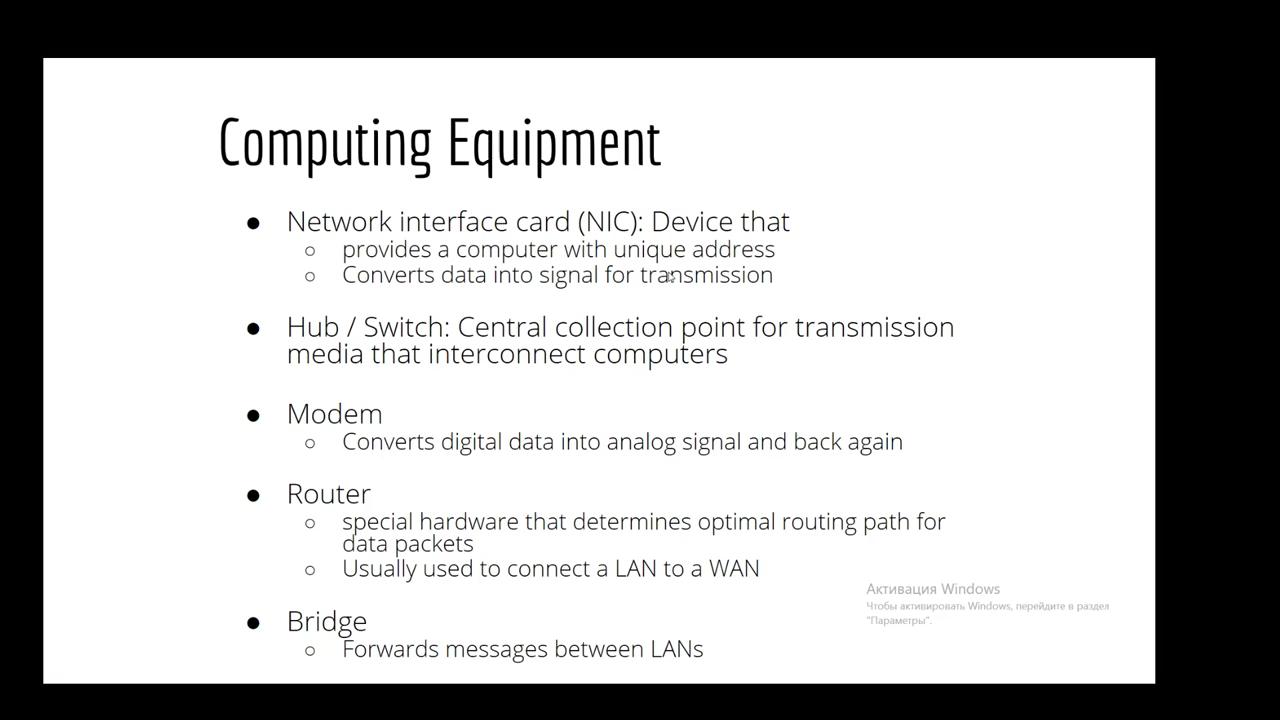 Computing Equipment
● Network interface card (NIC): Device that
○ provides a computer with unique address
○ Converts data into signal for transmission
● Hub / Switch: Central collection point for transmission
media that interconnect computers
● Modem
○ Converts digital data into analog signal and back again
● Router
○ special hardware that determines optimal routing path for
data packets
○ Usually used to connect a LAN to a WAN
Активация Windows
Чтобы активировать Windows, перейдите в раздел
"Параметры".
● Bridge
○ Forwards messages between LANs